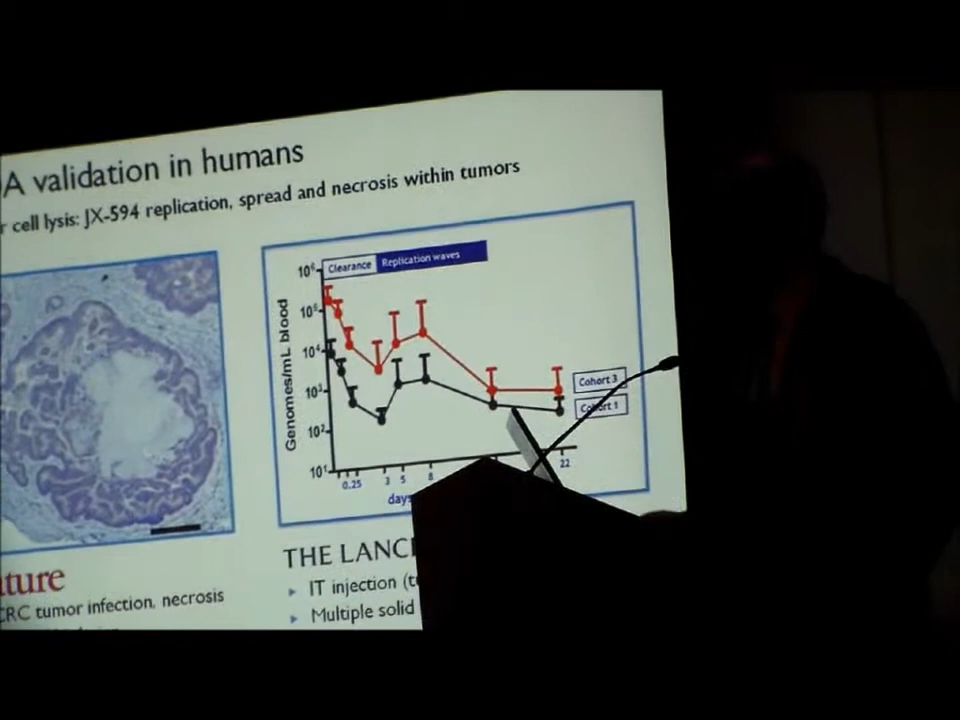 A validation in humans
r cell lysis: JX-594 replication, spread and necrosis within tumors
Clearance
Replication waves
Genomes/mL blood
10⁶
10⁵
10⁴
10³
10²
10¹
0.25
3
5
8
22
days
Cohort 3
Cohort 1
ture
CRC tumor infection, necrosis
THE LANC
IT injection (t
Multiple solid